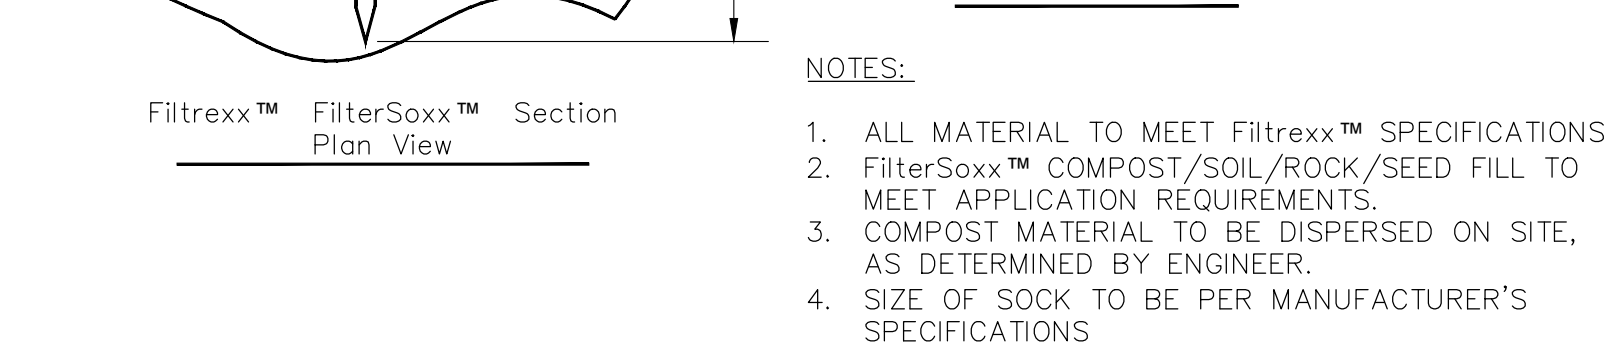 Filtrexx™ FilterSoxx™ Section
Plan View
NOTES:
1. ALL MATERIAL TO MEET Filtrexx™ SPECIFICATIONS
2. FilterSoxx™ COMPOST/SOIL/ROCK/SEED FILL TO
MEET APPLICATION REQUIREMENTS.
3. COMPOST MATERIAL TO BE DISPERSED ON SITE,
AS DETERMINED BY ENGINEER.
4. SIZE OF SOCK TO BE PER MANUFACTURER'S
SPECIFICATIONS